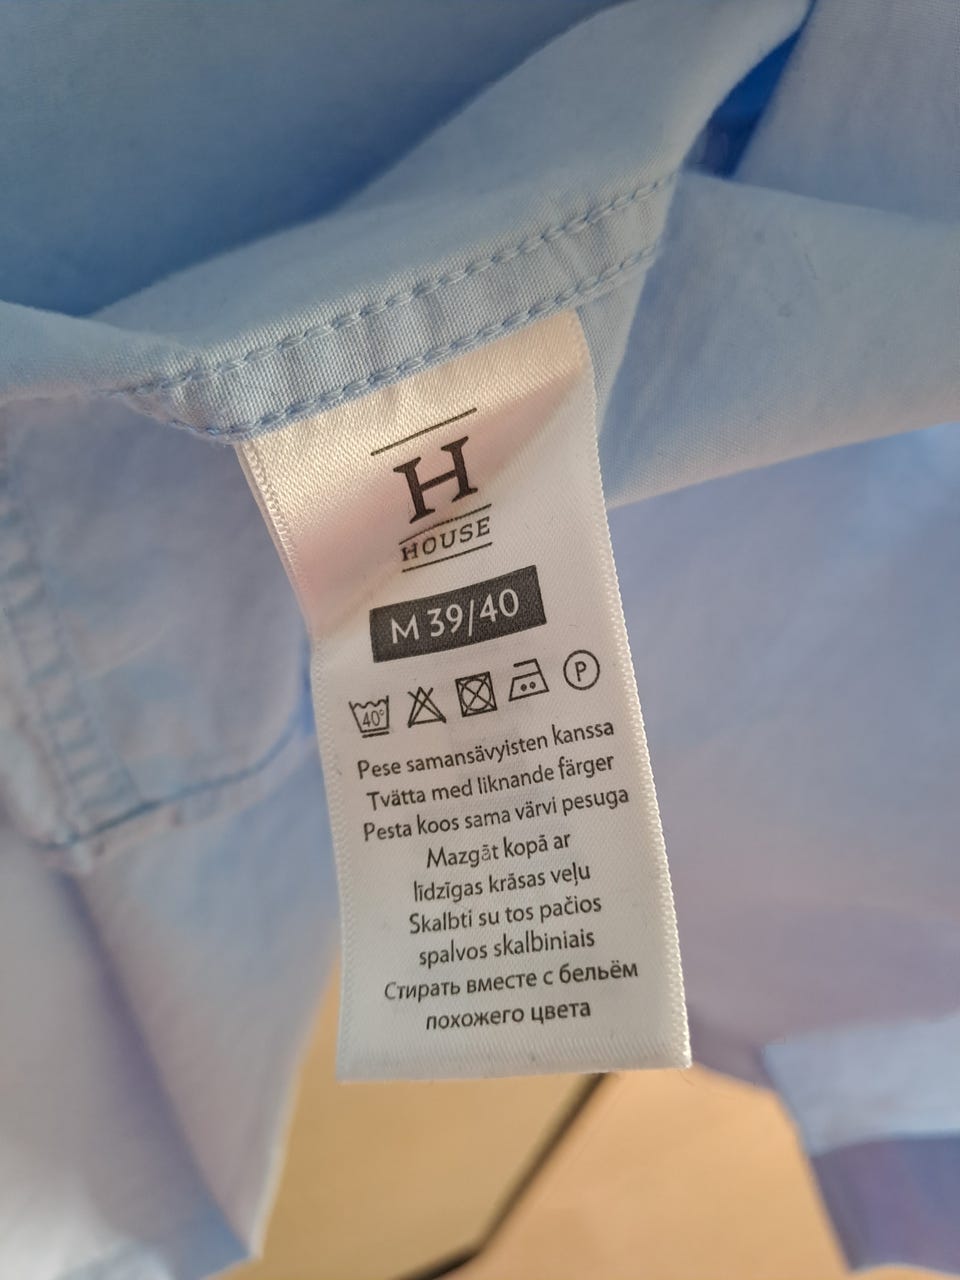 H
HOUSE
M 39/40
40°
P
Pese samansävyisten kanssa
Tvätta med liknande färger
Pesta koos sama värvi pesuga
Mazgāt kopā ar
līdzīgas krāsas veļu
Skalbti su tos pačios
spalvos skalbiniais
Стирать вместе с бельём
похожего цвета